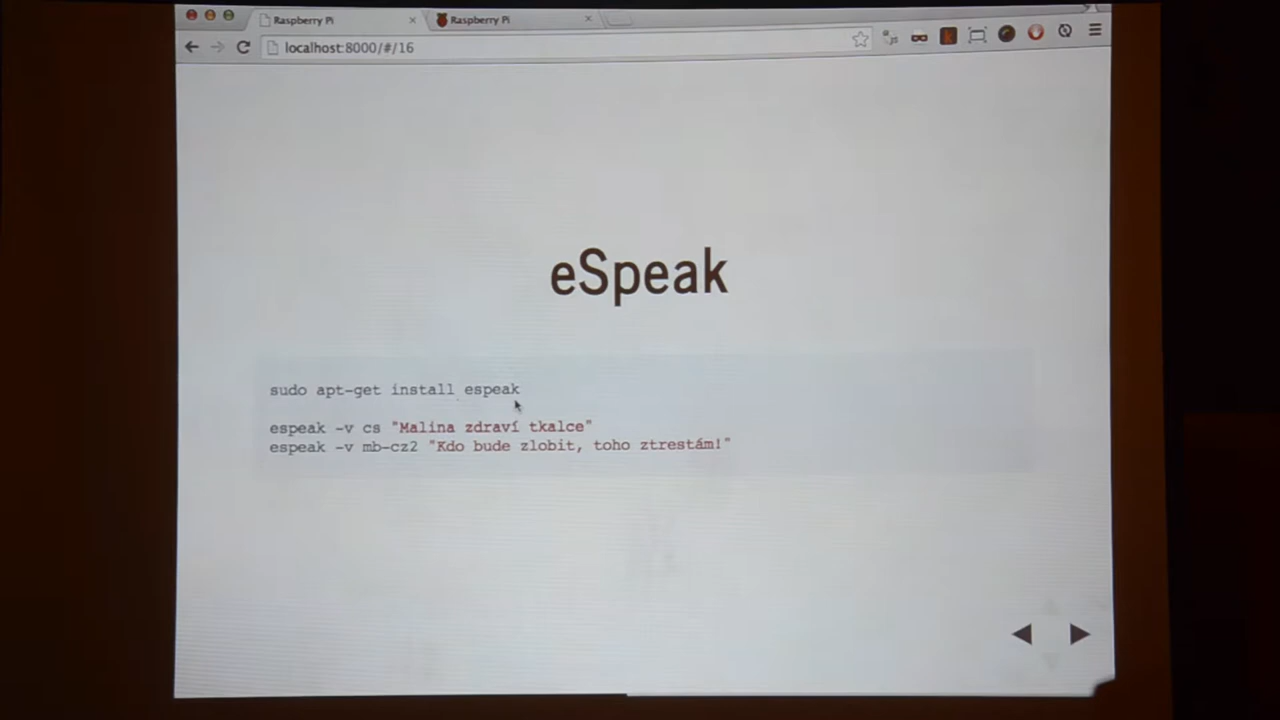 Raspberry Pi
Raspberry Pi
localhost:8000/#/16
eSpeak
sudo apt-get install espeak
espeak -v cs "Malina zdraví tkalce"
espeak -v mb-cz2 "Kdo bude zlobit, toho ztrestám!"